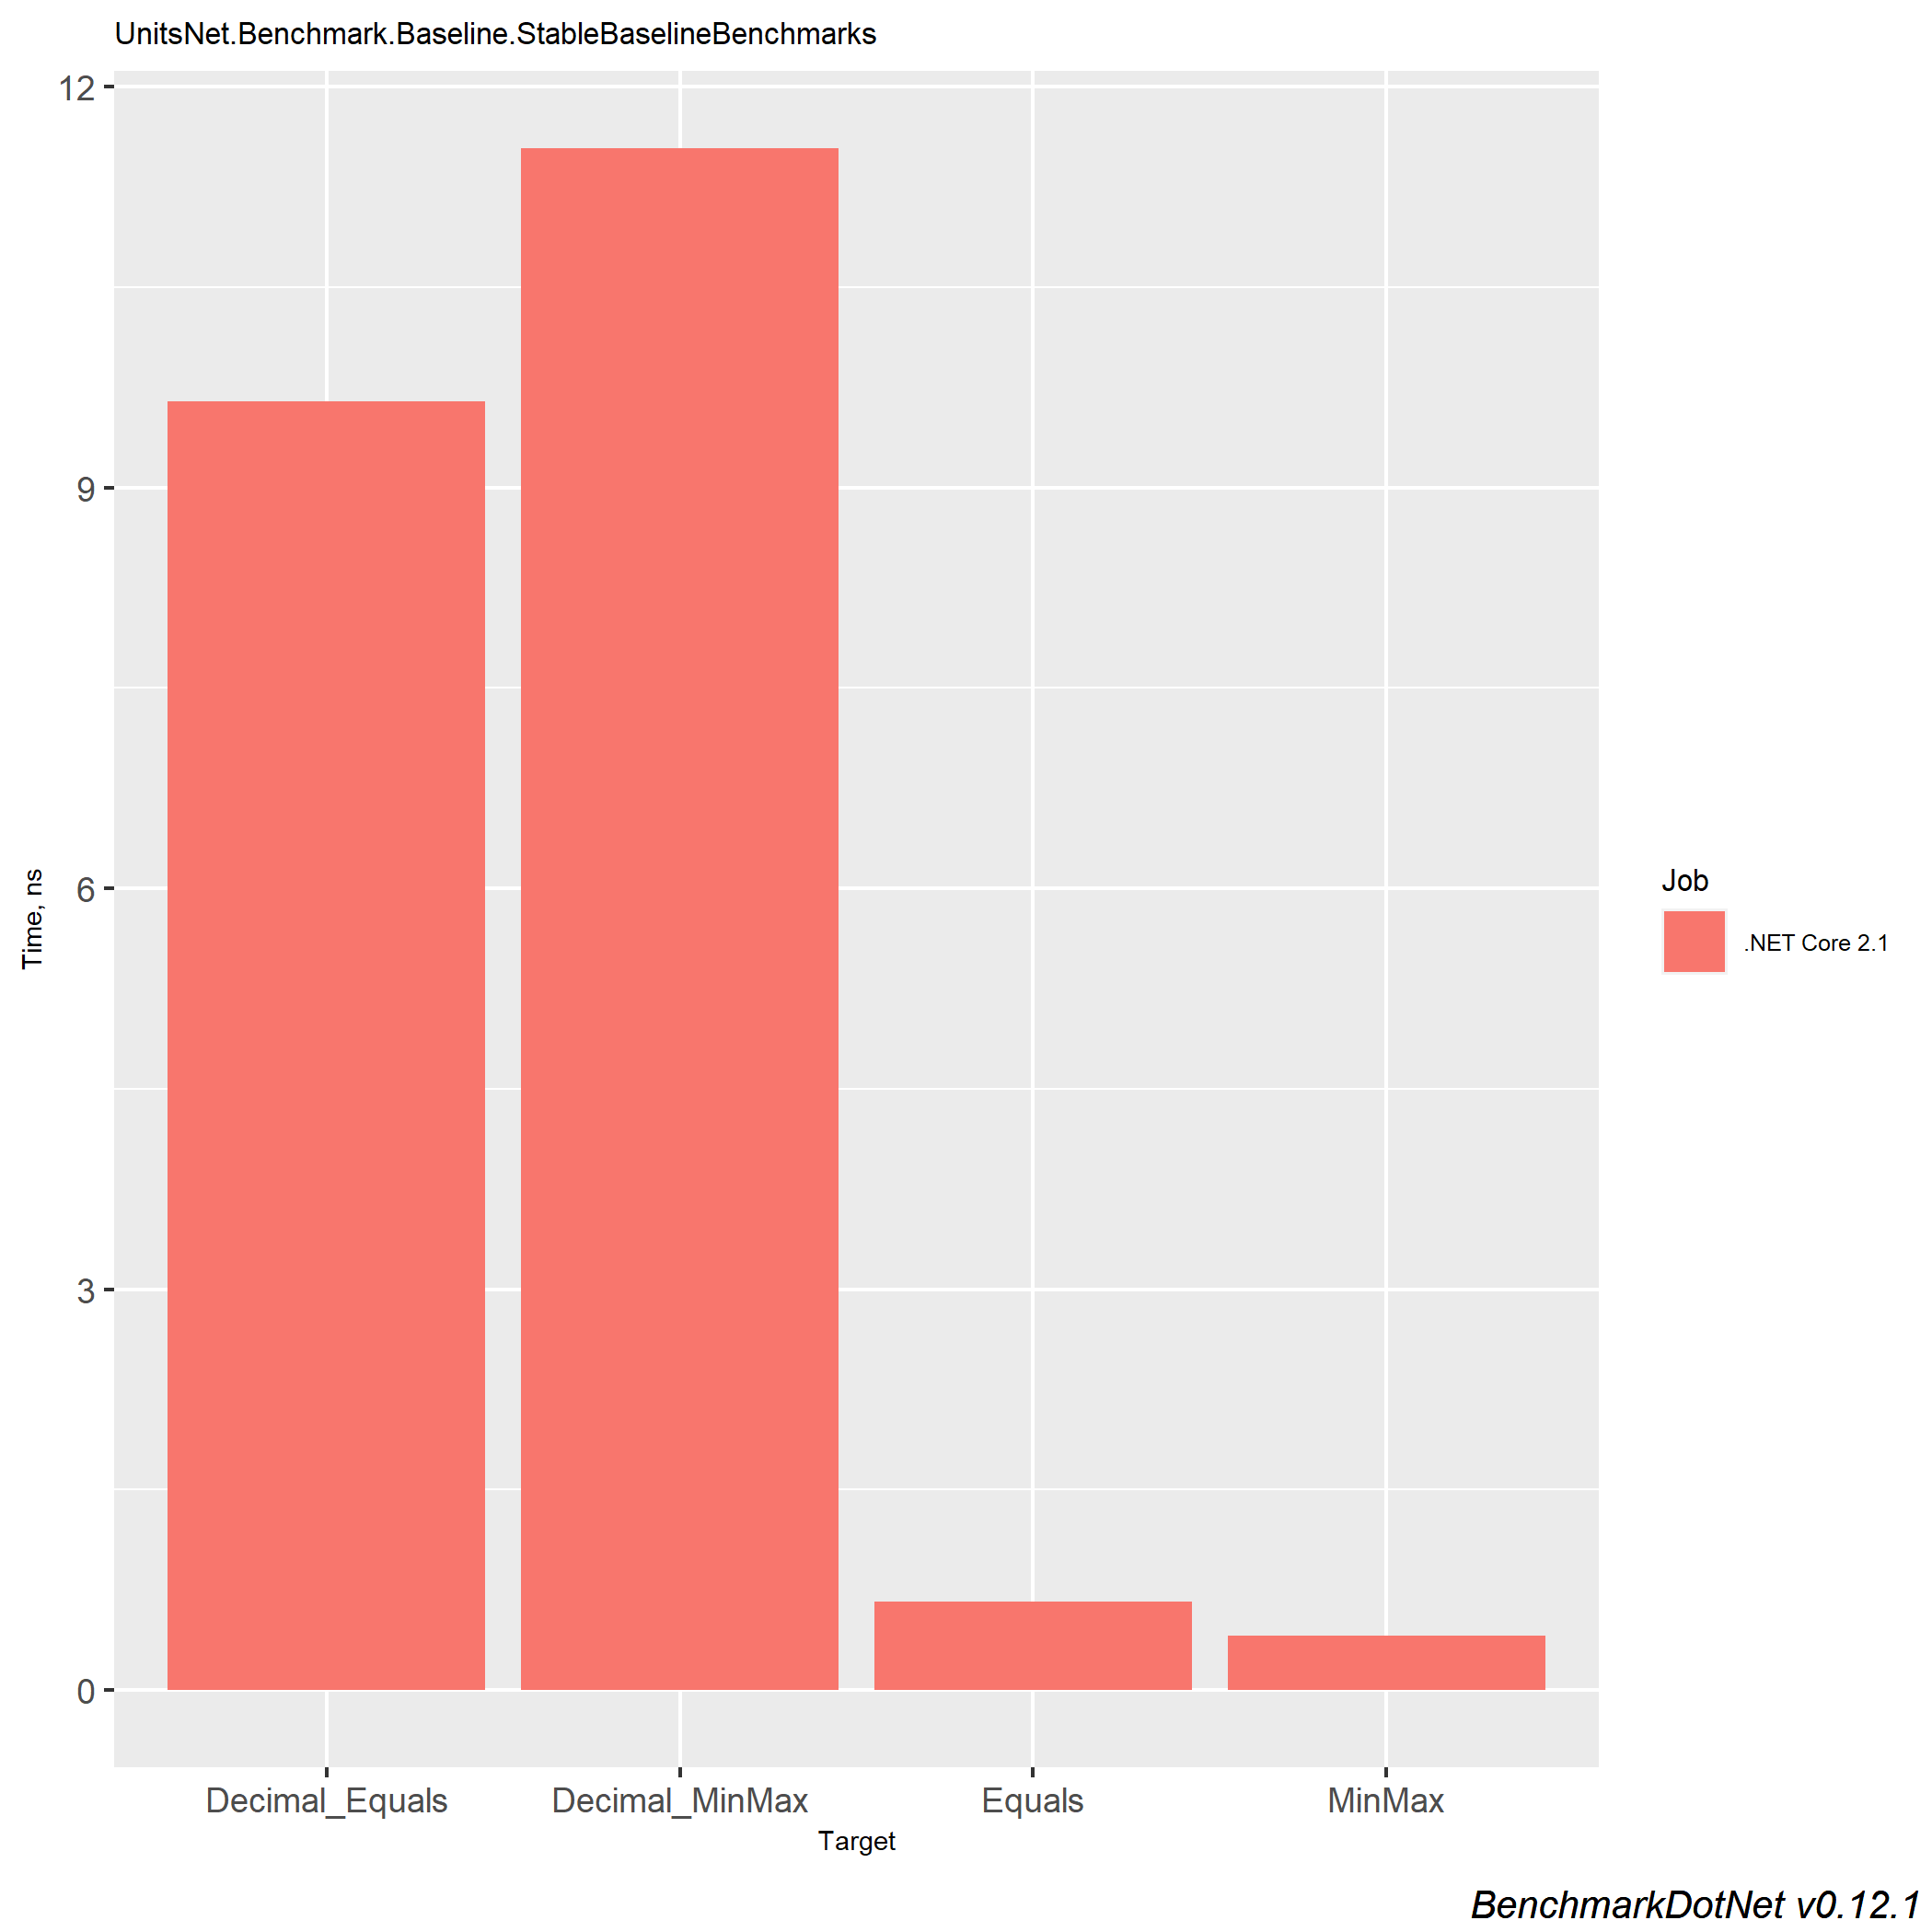 UnitsNet.Benchmark.Baseline.StableBaselineBenchmarks
12
9
6
3
0
Time, ns
Decimal_Equals
Decimal_MinMax
Equals
MinMax
Target
Job
.NET Core 2.1
BenchmarkDotNet v0.12.1